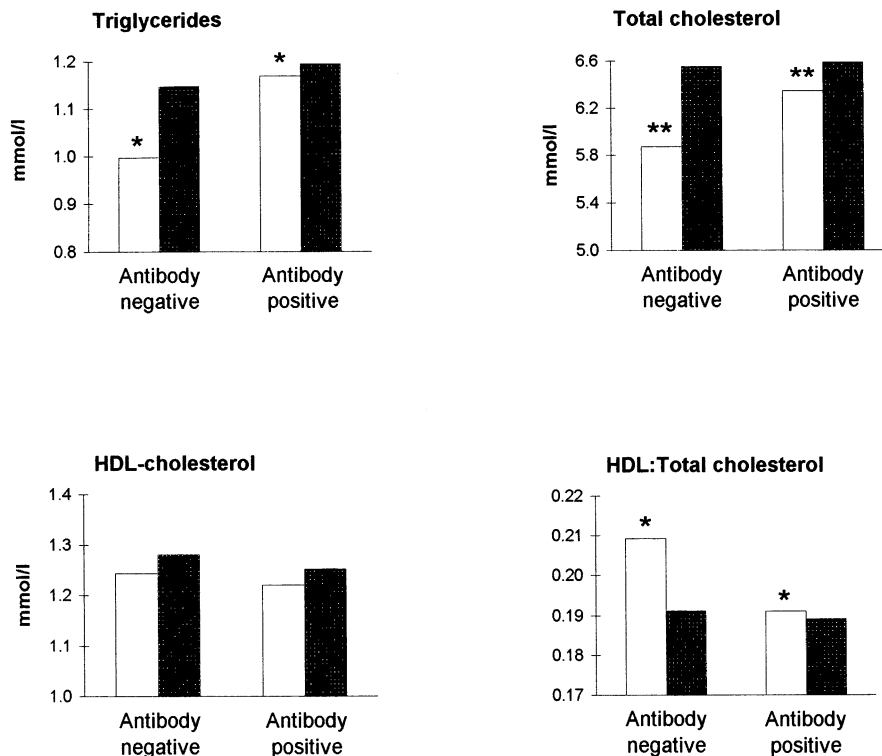 Triglycerides
*
*
mmol/l
1.2
1.1
1.0
0.9
0.8
Antibody
negative
Antibody
positive
Total cholesterol
**
**
mmol/l
6.6
6.2
5.8
5.4
5.0
Antibody
negative
Antibody
positive
HDL-cholesterol
mmol/l
1.4
1.3
1.2
1.1
1.0
Antibody
negative
Antibody
positive
HDL:Total cholesterol
*
*
0.22
0.21
0.20
0.19
0.18
0.17
Antibody
negative
Antibody
positive